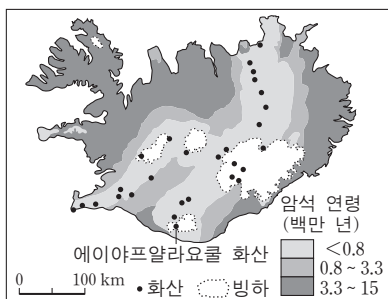 에이야프얄라요쿨 화산
0 100 km
•화산 빙하
암석 연령
(백만 년)
<0.8
0.8~3.3
3.3~15